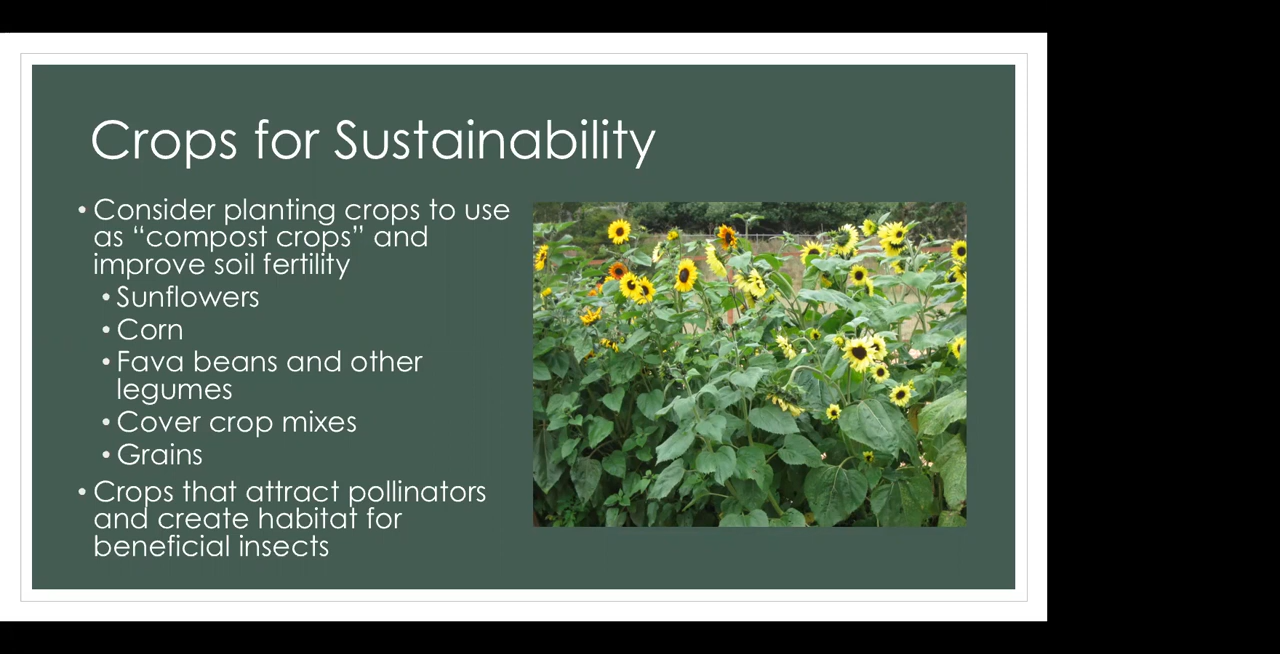 Crops for Sustainability
• Consider planting crops to use
as “compost crops” and
improve soil fertility
• Sunflowers
• Corn
• Fava beans and other
legumes
• Cover crop mixes
• Grains
• Crops that attract pollinators
and create habitat for
beneficial insects